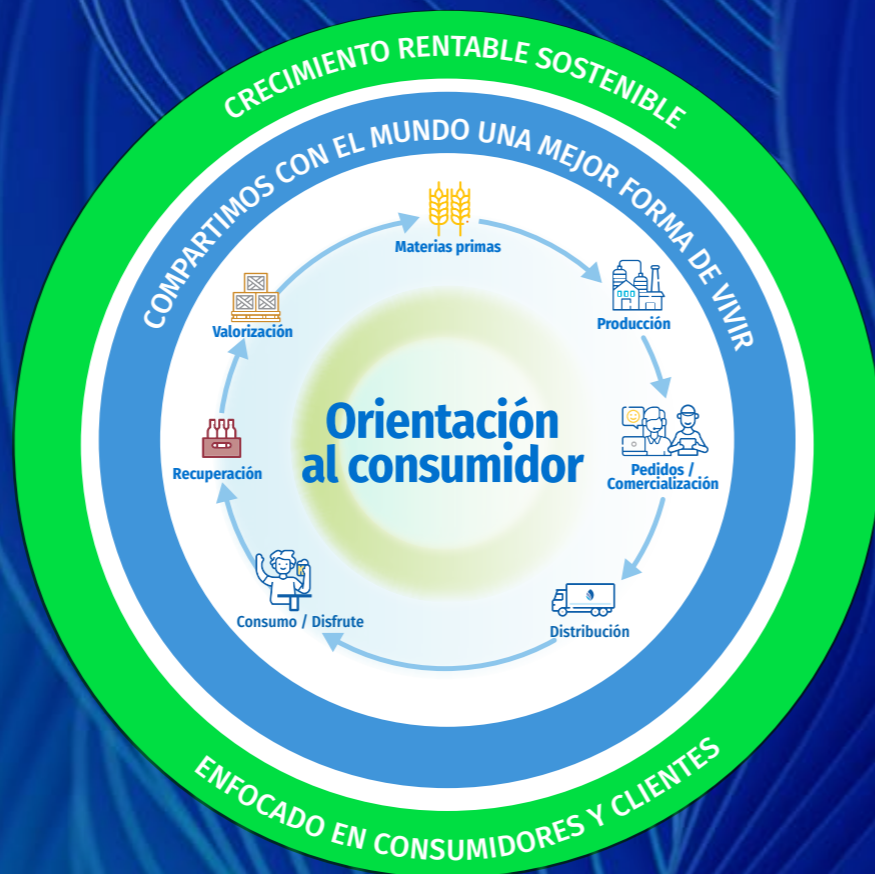 CRECIMIENTO RENTABLE SOSTENIBLE
COMPARTIMOS CON EL MUNDO UNA MEJOR FORMA DE VIVIR
Materias primas
Producción
Pedidos /
Comercialización
Distribución
Consumo / Disfrute
Recuperación
Valorización
Orientación
al consumidor
ENFOCADO EN CONSUMIDORES Y CLIENTES